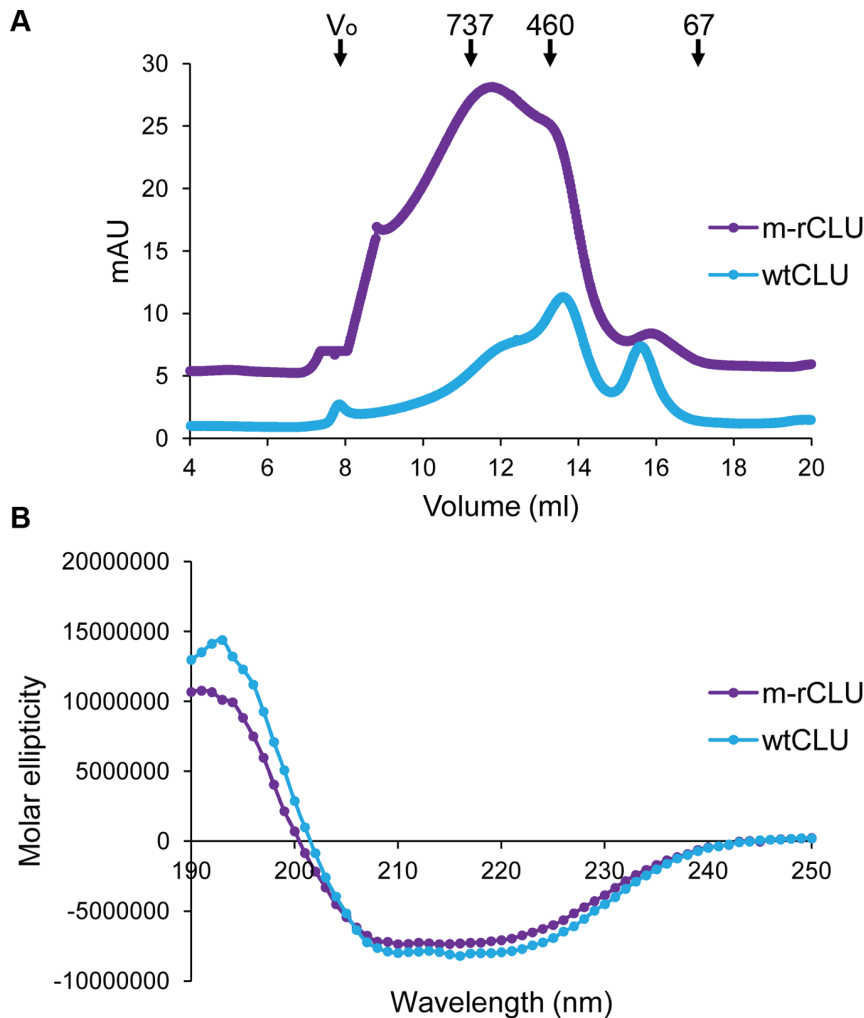 A
Vo 737 460 67
30
25
20
15
10
5
0
mAU
m-rCLU
wtCLU
4 6 8 10 12 14 16 18 20
Volume (ml)
B
20000000
15000000
10000000
5000000
0
-5000000
-10000000
Molar ellipticity
m-rCLU
wtCLU
190 200 210 220 230 240 250
Wavelength (nm)